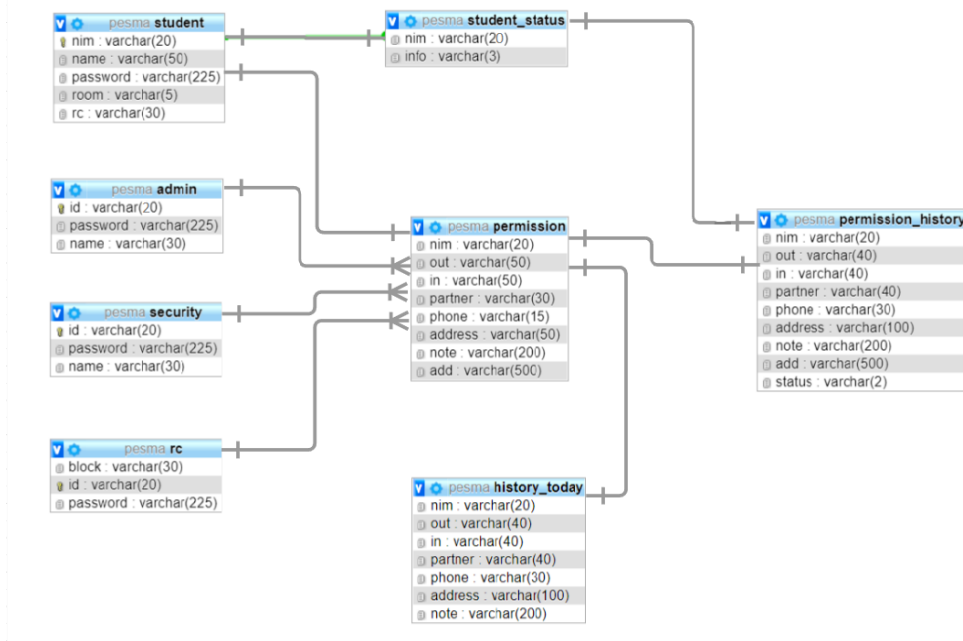 pesma student
nim : varchar(20)
name : varchar(50)
password : varchar(225)
room : varchar(5)
rc : varchar(30)
pesma student_status
nim : varchar(20)
info : varchar(3)
pesma admin
id : varchar(20)
password : varchar(225)
name : varchar(30)
pesma permission
nim : varchar(20)
out : varchar(50)
in : varchar(50)
partner : varchar(30)
phone : varchar(15)
address : varchar(50)
note : varchar(200)
add : varchar(500)
pesma permission_history
nim : varchar(20)
out : varchar(40)
in : varchar(40)
partner : varchar(40)
phone : varchar(30)
address : varchar(100)
note : varchar(200)
add : varchar(500)
status : varchar(2)
pesma security
id : varchar(20)
password : varchar(225)
name : varchar(30)
pesma rc
block : varchar(30)
id : varchar(20)
password : varchar(225)
pesma history_today
nim : varchar(20)
out : varchar(40)
in : varchar(40)
partner : varchar(40)
phone : varchar(30)
address : varchar(100)
note : varchar(200)